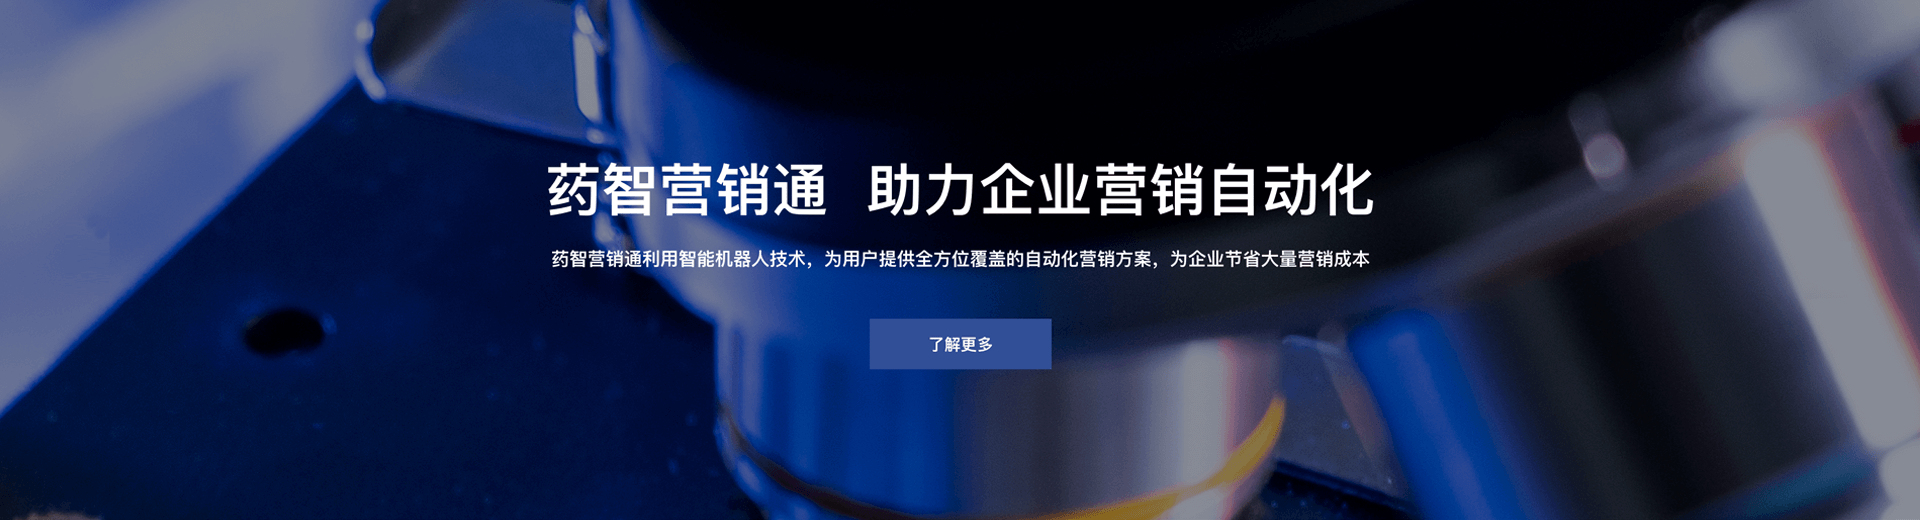 药智营销通 助力企业营销自动化
药智营销通利用智能机器人技术，为用户提供全方位覆盖的自动化营销方案，为企业节省大量营销成本
了解更多